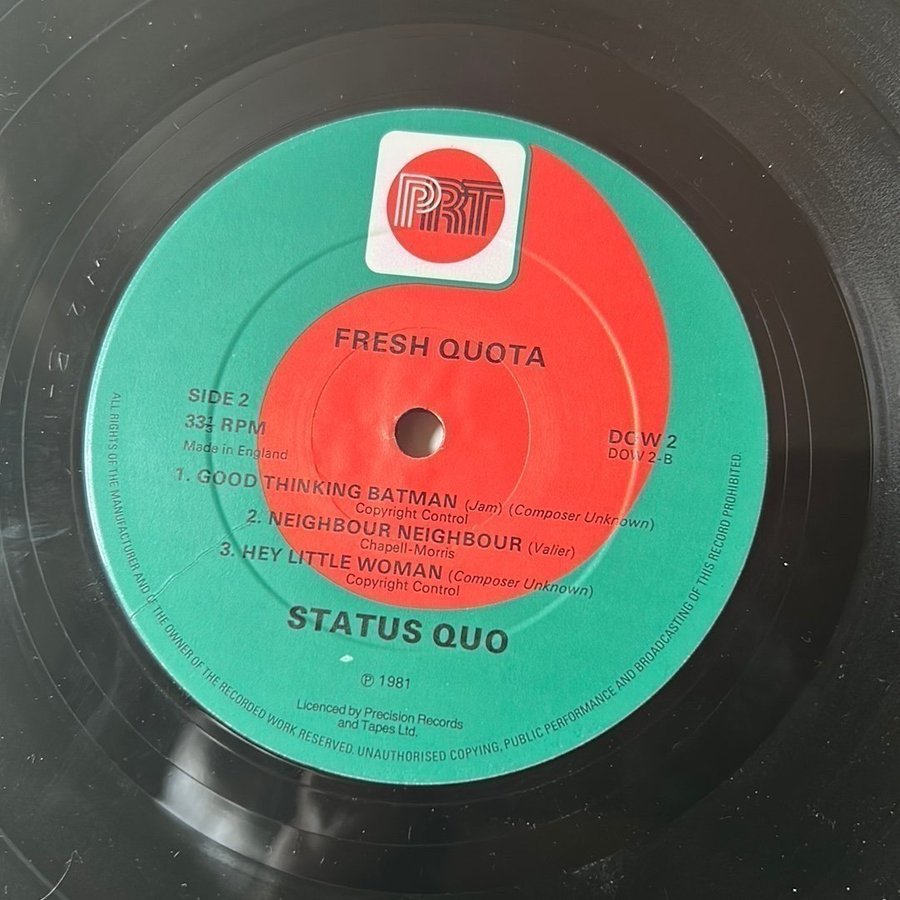 PRT
FRESH QUOTA
SIDE 2
33⅓ RPM
Made in England
DOW 2
DOW 2-B
1. GOOD THINKING BATMAN (Jam) (Composer Unknown)
Copyright Control
2. NEIGHBOUR NEIGHBOUR (Valier)
Chapell-Morris
3. HEY LITTLE WOMAN (Composer Unknown)
Copyright Control
STATUS QUO
℗ 1981
Licenced by Precision Records
and Tapes Ltd.
ALL RIGHTS OF THE MANUFACTURER AND OF THE OWNER OF THE RECORDED WORK RESERVED. UNAUTHORISED COPYING, PUBLIC PERFORMANCE AND BROADCASTING OF THIS RECORD PROHIBITED.